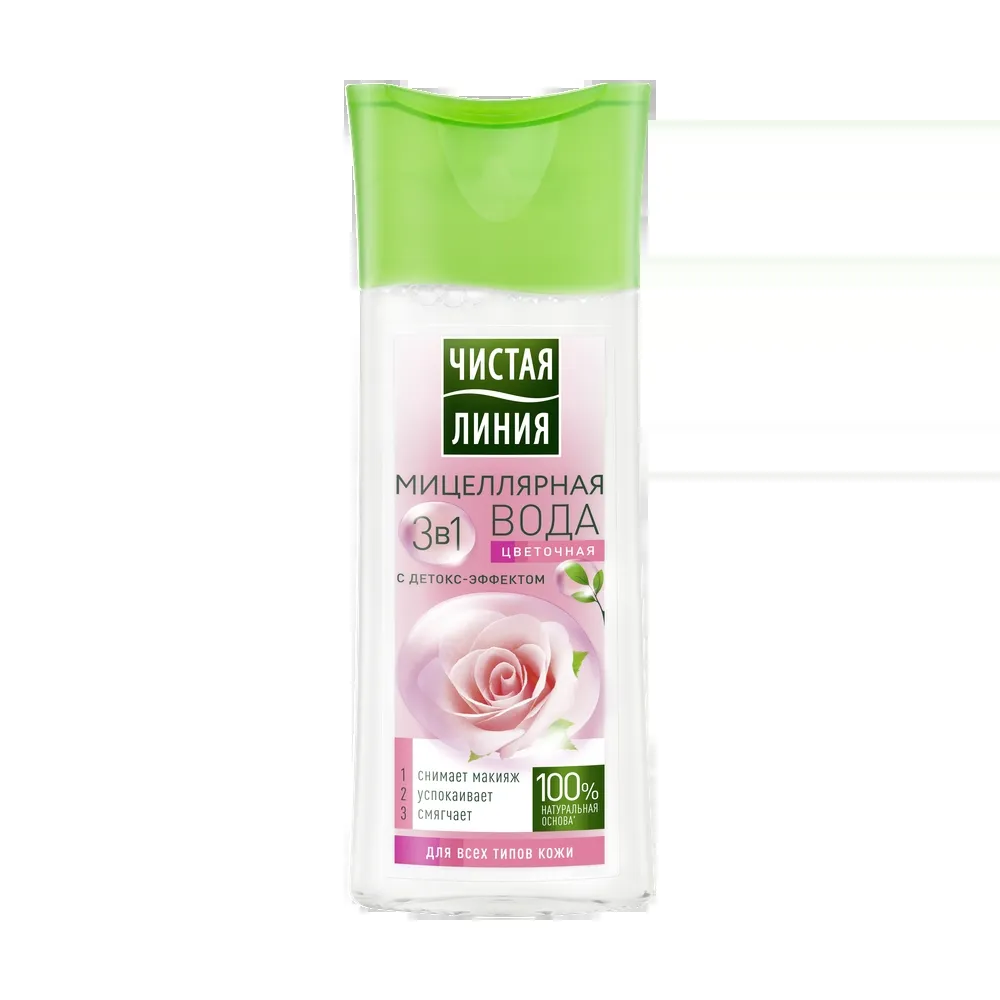 ЧИСТАЯ
ЛИНИЯ
МИЦЕЛЛЯРНАЯ
3в1 ВОДА
ЦВЕТОЧНАЯ
С ДЕТОКС-ЭФФЕКТОМ
1 снимает макияж
2 успокаивает
3 смягчает
100%
НАТУРАЛЬНАЯ
ОСНОВА*
для всех типов кожи